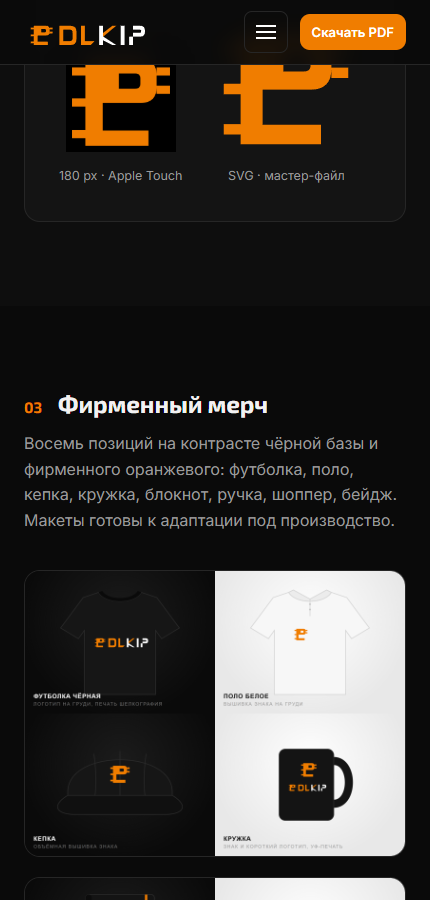 DLKIP
Скачать PDF
180 px · Apple Touch
SVG · мастер-файл
03 Фирменный мерч
Восемь позиций на контрасте чёрной базы и
фирменного оранжевого: футболка, поло,
кепка, кружка, блокнот, ручка, шоппер, бейдж.
Макеты готовы к адаптации под производство.
DLKIP
ФУТБОЛКА ЧЁРНАЯ
ЛОГОТИП НА ГРУДИ, ПЕЧАТЬ ШЕЛКОГРАФИЯ
ПОЛО БЕЛОЕ
ВЫШИВКА ЗНАКА НА ГРУДИ
DLKIP
КЕПКА
ОБЪЁМНАЯ ВЫШИВКА ЗНАКА
КРУЖКА
ЗНАК И КОРОТКИЙ ЛОГОТИП, УФ-ПЕЧАТЬ